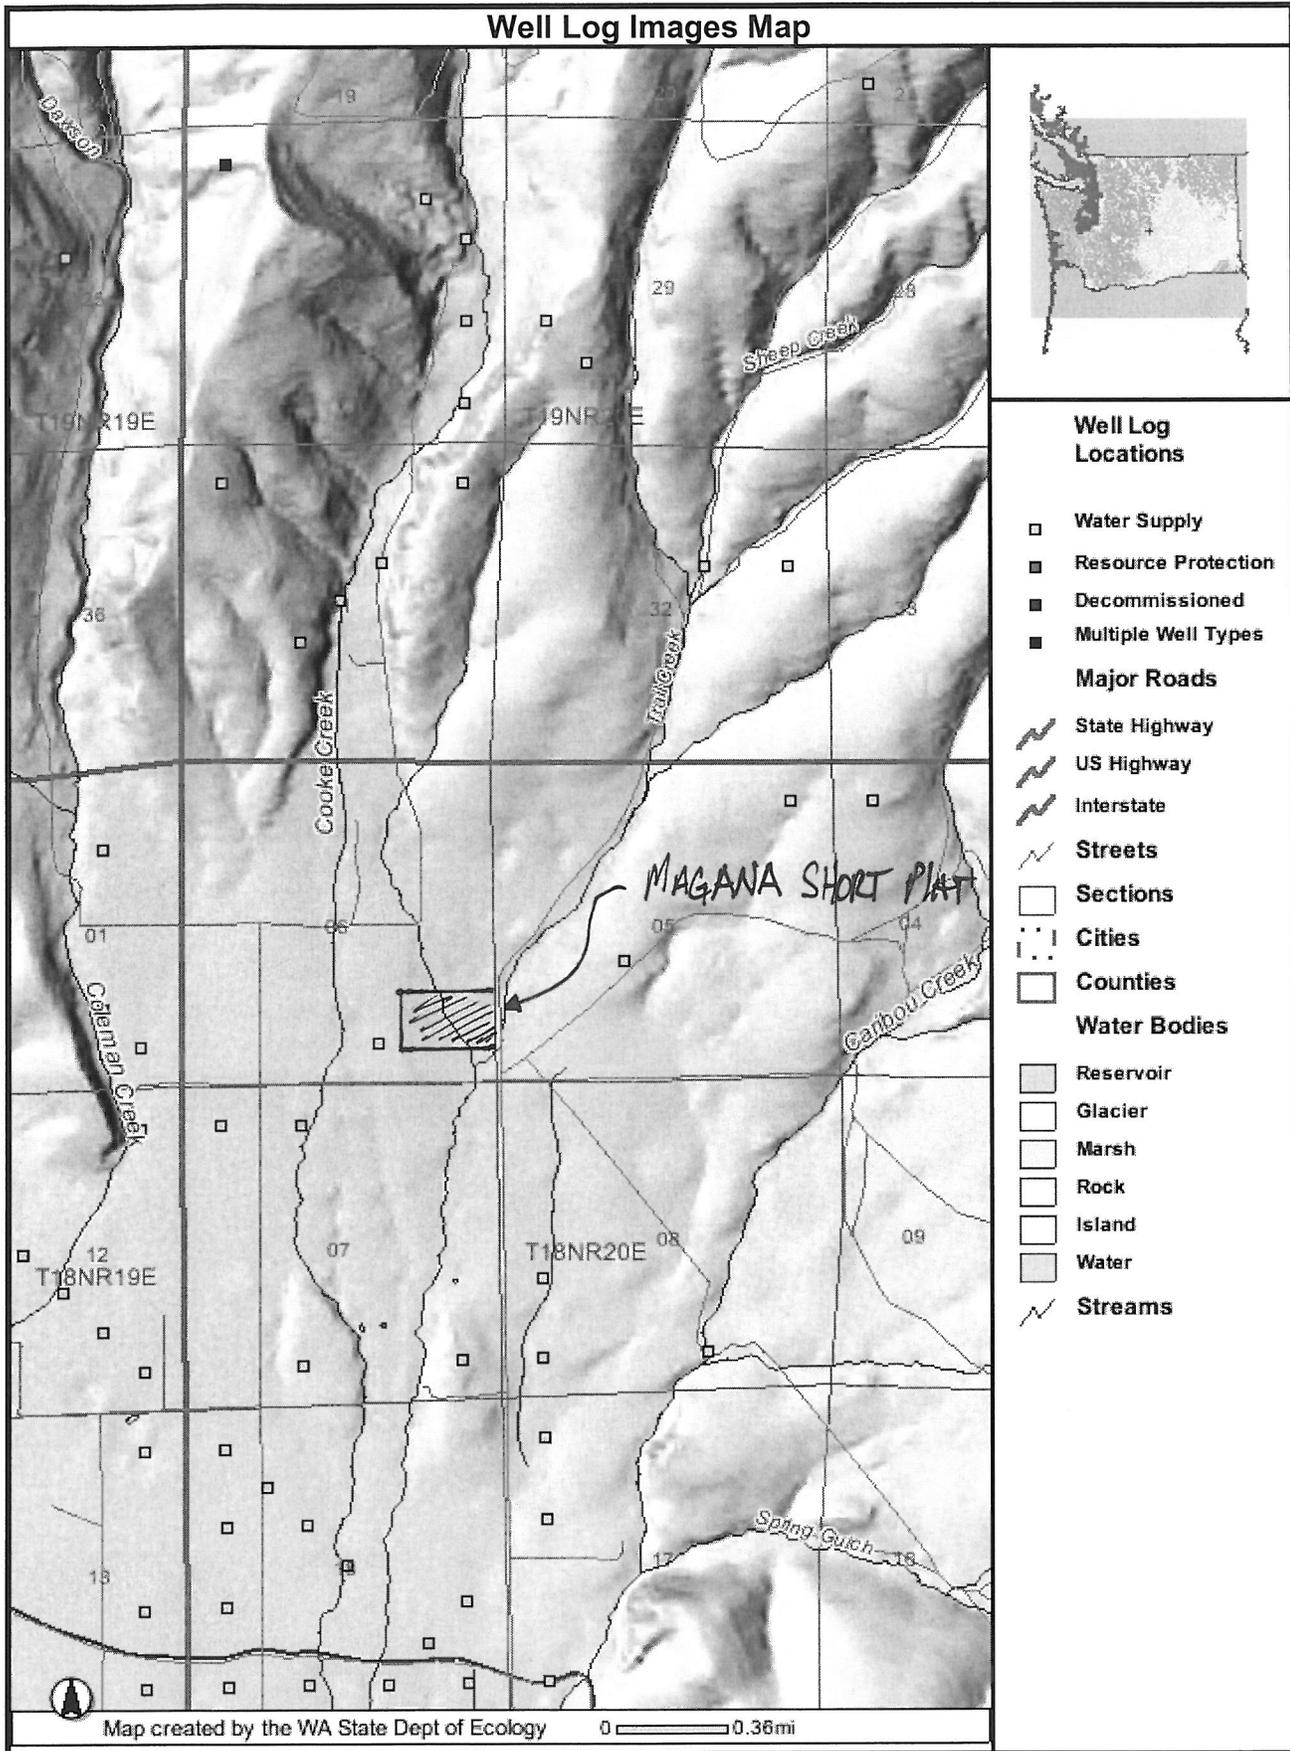 Well Log Images Map
19
20
21
Dawson
29
28
Sheep Creek
T19NR19E
T19NR20E
36
32
33
Trail Creek
Cooke Creek
MAGANA SHORT PLAT
01
06
05
04
Coleman Creek
Caribou Creek
12
07
08
09
T18NR19E
T18NR20E
Spring Gulch
13
17
16
Map created by the WA State Dept of Ecology
0
0.36mi
Well Log
Locations
Water Supply
Resource Protection
Decommissioned
Multiple Well Types
Major Roads
State Highway
US Highway
Interstate
Streets
Sections
Cities
Counties
Water Bodies
Reservoir
Glacier
Marsh
Rock
Island
Water
Streams